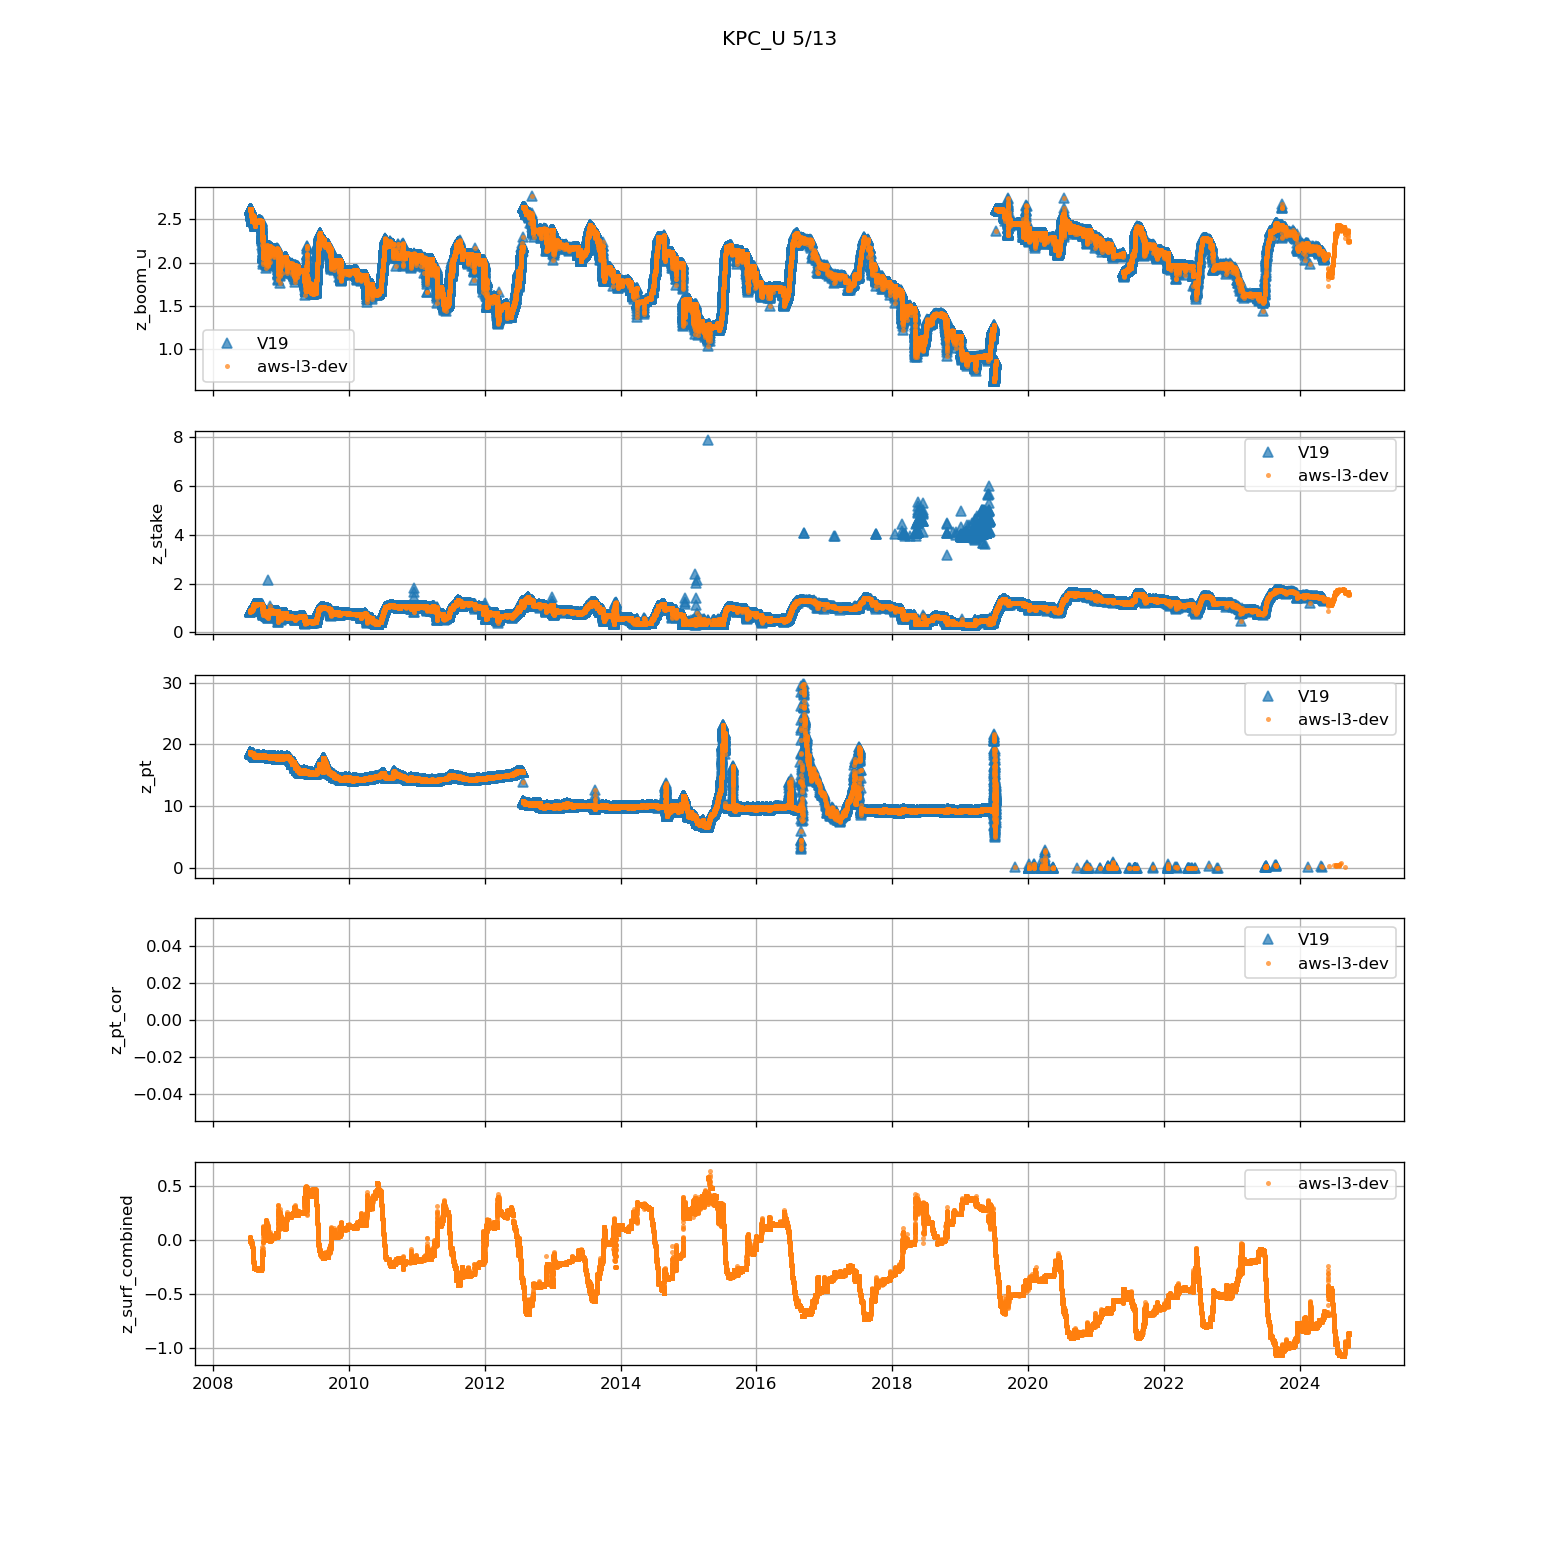 KPC_U 5/13
z_boom_u
2.5
2.0
1.5
1.0
V19
aws-l3-dev
z_stake
8
6
4
2
0
V19
aws-l3-dev
z_pt
30
20
10
0
V19
aws-l3-dev
z_pt_cor
0.04
0.02
0.00
−0.02
−0.04
V19
aws-l3-dev
z_surf_combined
0.5
0.0
−0.5
−1.0
aws-l3-dev
2008 2010 2012 2014 2016 2018 2020 2022 2024